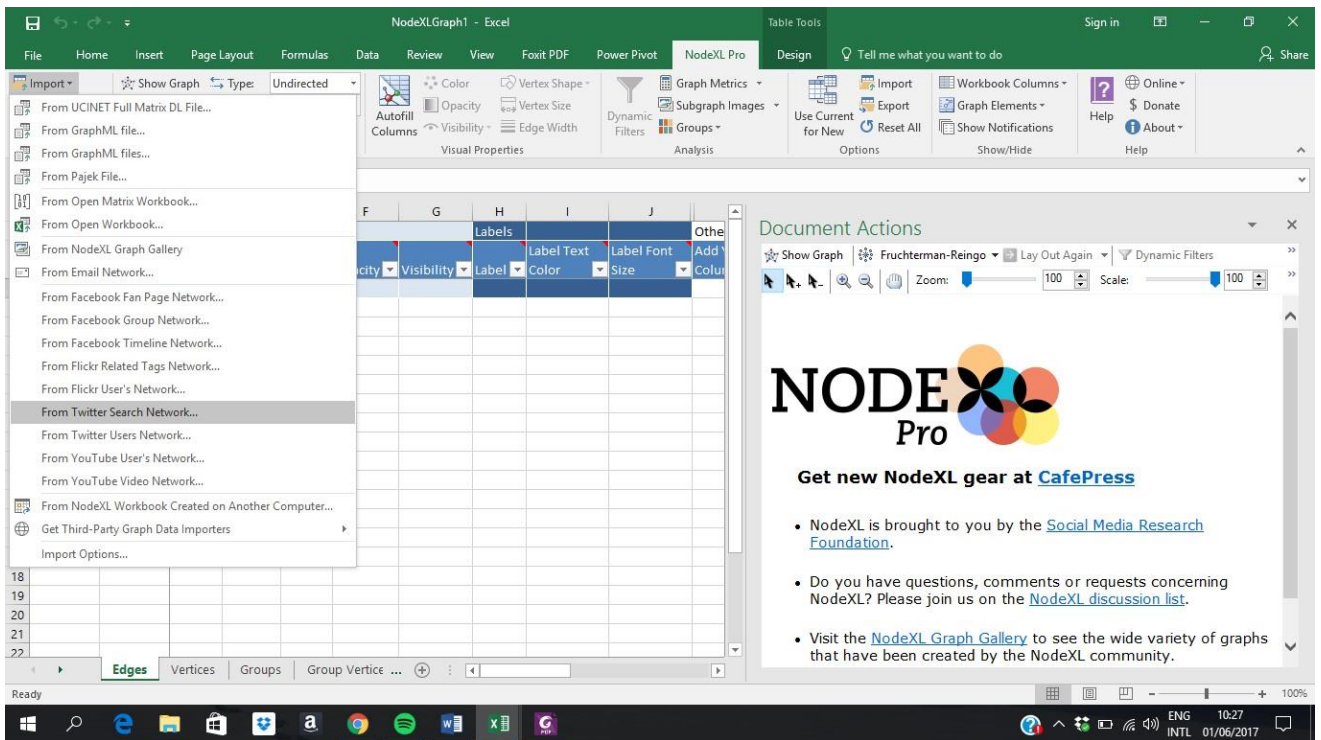 NodeXLGraph1 - Excel
Table Tools
Sign in
File Home Insert Page Layout Formulas Data Review View Foxit PDF Power Pivot NodeXL Pro Design Tell me what you want to do Share
Import Show Graph Type: Undirected
From UCINET Full Matrix DL File...
From GraphML file...
From GraphML files...
From Pajek File...
From Open Matrix Workbook...
From Open Workbook...
From NodeXL Graph Gallery
From Email Network...
From Facebook Fan Page Network...
From Facebook Group Network...
From Facebook Timeline Network...
From Flickr Related Tags Network...
From Flickr User's Network...
From Twitter Search Network...
From Twitter Users Network...
From YouTube User's Network...
From YouTube Video Network...
From NodeXL Workbook Created on Another Computer...
Get Third-Party Graph Data Importers
Import Options...
Autofill
Columns
Color
Opacity
Visibility
Vertex Shape
Vertex Size
Edge Width
Visual Properties
Dynamic
Filters
Graph Metrics
Subgraph Images
Groups
Analysis
Use Current
for New
Import
Export
Reset All
Options
Workbook Columns
Graph Elements
Show Notifications
Show/Hide
Help
Online
Donate
About
Help
F G H I J
Labels Othe
Label Text Label Font Add
icity Visibility Label Color Size Colur
18
19
20
21
22
Edges Vertices Groups Group Vertice ...
Ready
Document Actions
Show Graph Fruchterman-Reingo Lay Out Again Dynamic Filters
Zoom: 100 Scale: 100
NODE
Pro
Get new NodeXL gear at CafePress
• NodeXL is brought to you by the Social Media Research
Foundation.
• Do you have questions, comments or requests concerning
NodeXL? Please join us on the NodeXL discussion list.
• Visit the NodeXL Graph Gallery to see the wide variety of graphs
that have been created by the NodeXL community.
100%
ENG 10:27
INTL 01/06/2017